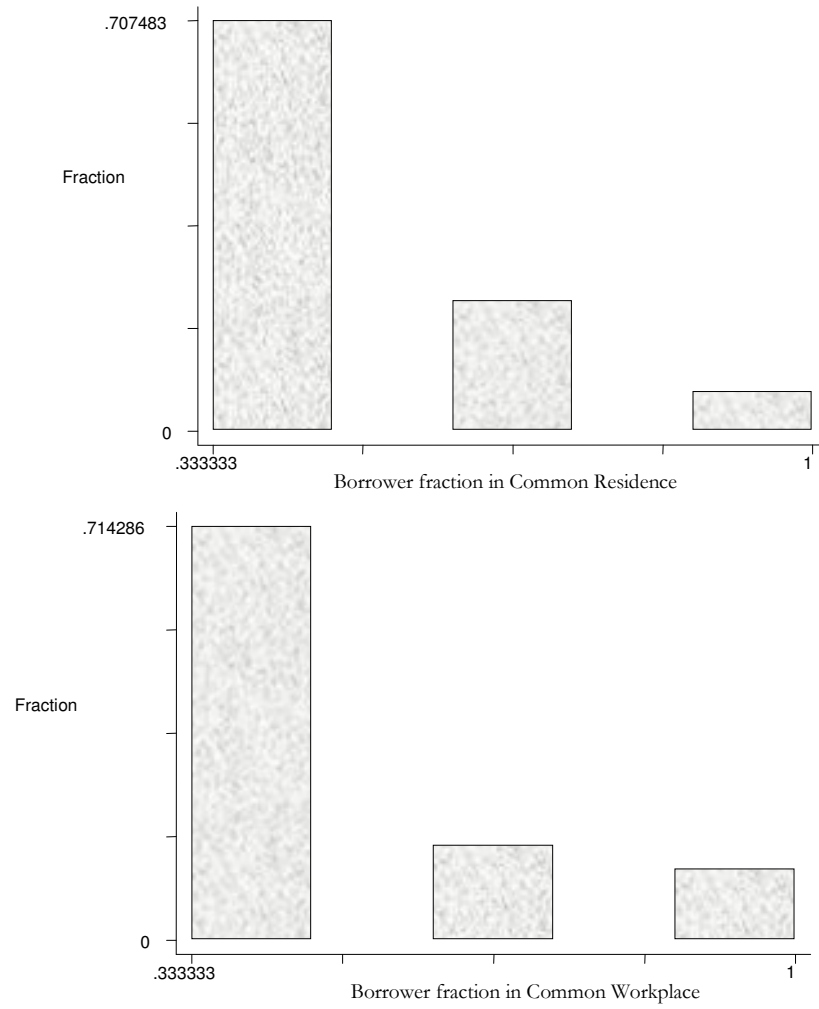 .707483
Fraction
0
.333333 1
Borrower fraction in Common Residence
.714286
Fraction
0
.333333 1
Borrower fraction in Common Workplace